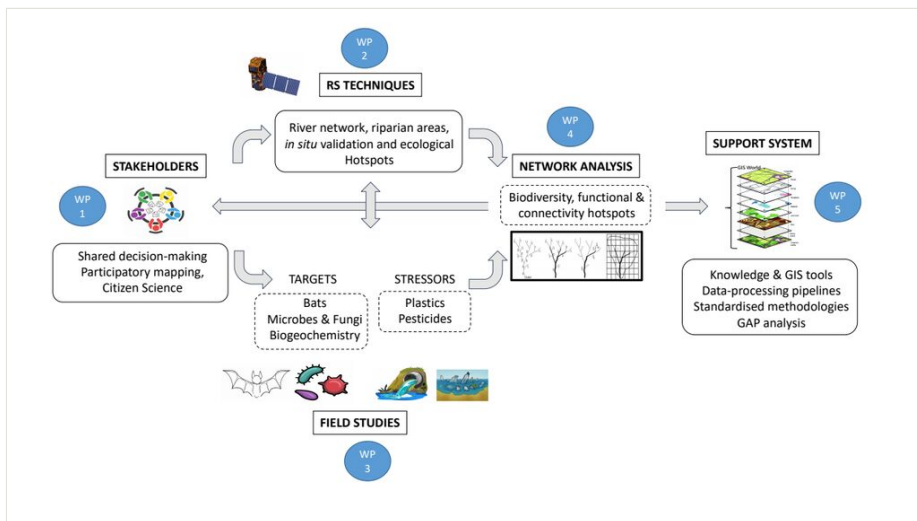 WP
2
RS TECHNIQUES
River network, riparian areas,
in situ validation and ecological
Hotspots
WP
4
NETWORK ANALYSIS
Biodiversity, functional &
connectivity hotspots
SUPPORT SYSTEM
GIS World
WP
5
Knowledge & GIS tools
Data-processing pipelines
Standardised methodologies
GAP analysis
STAKEHOLDERS
WP
1
Shared decision-making
Participatory mapping,
Citizen Science
TARGETS
Bats
Microbes & Fungi
Biogeochemistry
STRESSORS
Plastics
Pesticides
FIELD STUDIES
WP
3